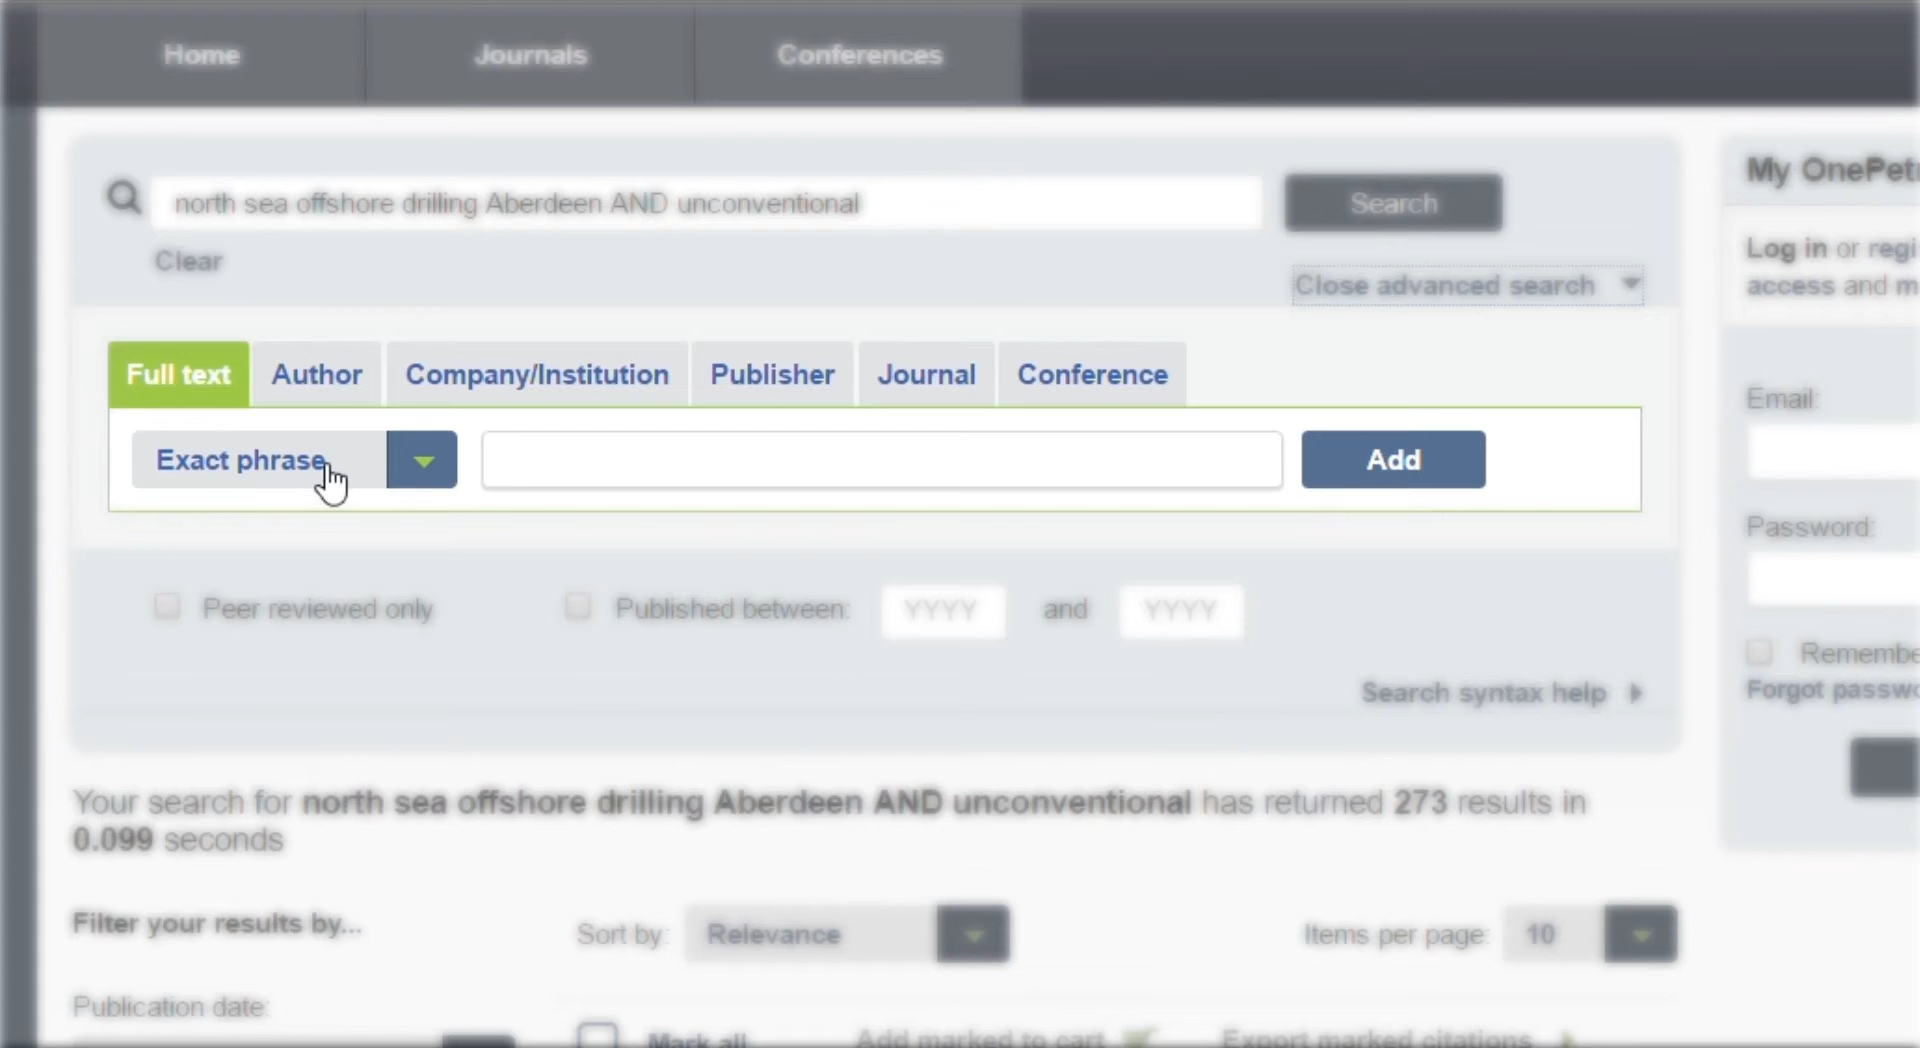 Home Journals Conferences
north sea offshore drilling Aberdeen AND unconventional Search
Clear
Close advanced search
Full text Author Company/Institution Publisher Journal Conference
Exact phrase Add
Peer reviewed only Published between: YYYY and YYYY
Search syntax help
Your search for north sea offshore drilling Aberdeen AND unconventional has returned 273 results in
0.099 seconds
Filter your results by... Sort by: Relevance Items per page: 10
Publication date:
Mark all Add marked to cart Export marked citations
My OnePet
Log in or regi
access and m
Email:
Password:
Remembe
Forgot passwo